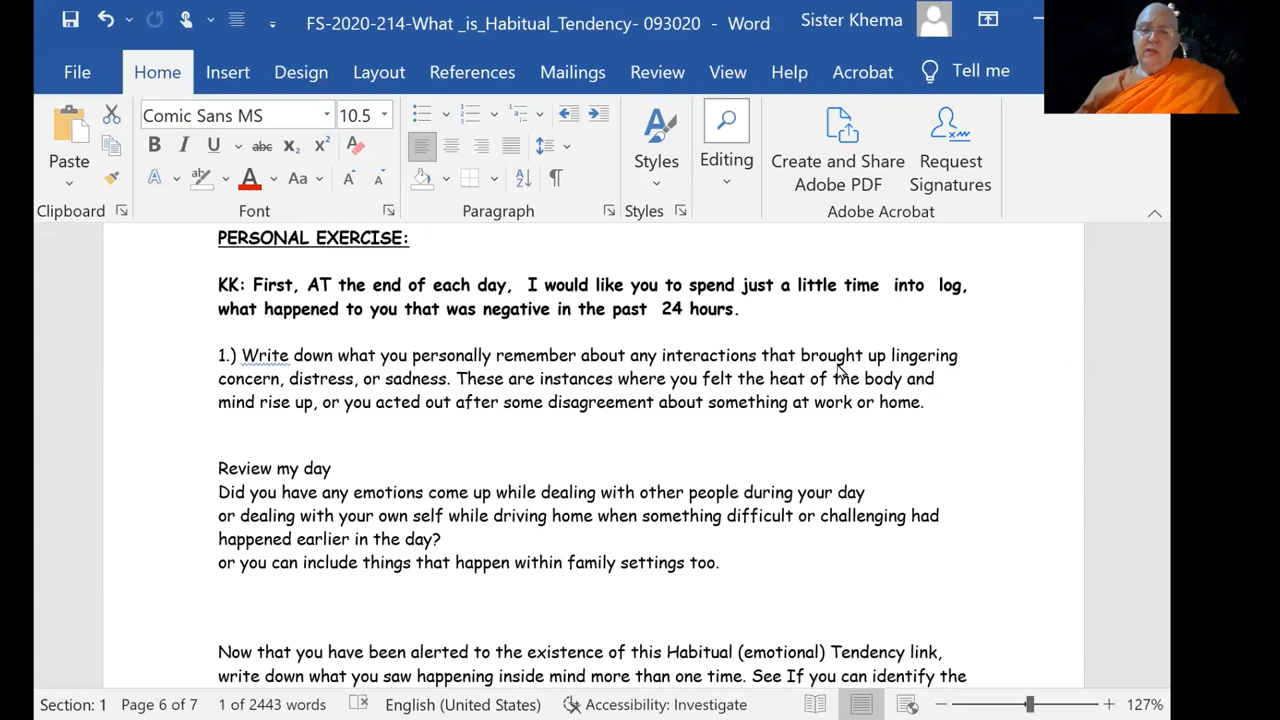 FS-2020-214-What _is_Habitual_Tendency- 093020 - Word
Sister Khema
File Home Insert Design Layout References Mailings Review View Help Acrobat Tell me
Comic Sans MS 10.5
Paste
B I U abc x₂ x²
A A Aa A A
Styles
Editing
Create and Share Adobe PDF
Request Signatures
Clipboard Font Paragraph Styles Adobe Acrobat
PERSONAL EXERCISE:
KK: First, AT the end of each day, I would like you to spend just a little time into log,
what happened to you that was negative in the past 24 hours.
1.) Write down what you personally remember about any interactions that brought up lingering
concern, distress, or sadness. These are instances where you felt the heat of the body and
mind rise up, or you acted out after some disagreement about something at work or home.
Review my day
Did you have any emotions come up while dealing with other people during your day
or dealing with your own self while driving home when something difficult or challenging had
happened earlier in the day?
or you can include things that happen within family settings too.
Now that you have been alerted to the existence of this Habitual (emotional) Tendency link,
write down what you saw happening inside mind more than one time. See If you can identify the
Section: 1 Page 6 of 7 1 of 2443 words English (United States) Accessibility: Investigate 127%